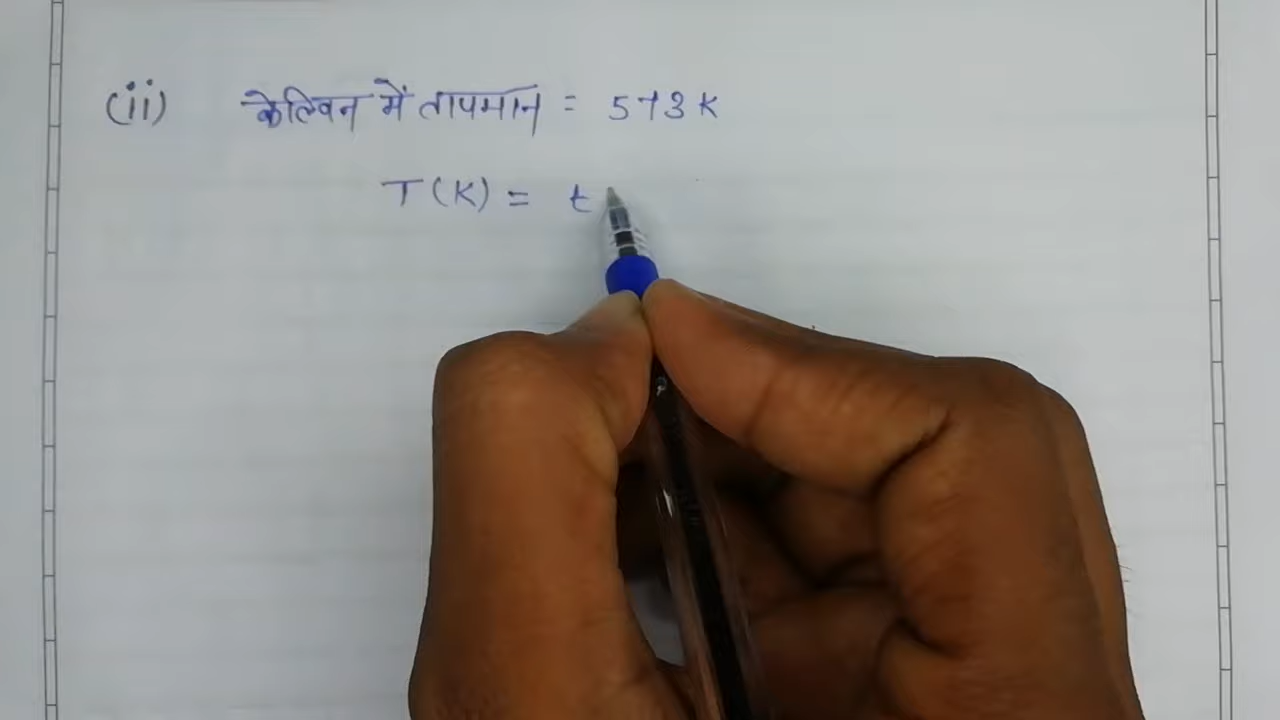 (ii) केल्विन में तापमान = 573 K
T(K) = t